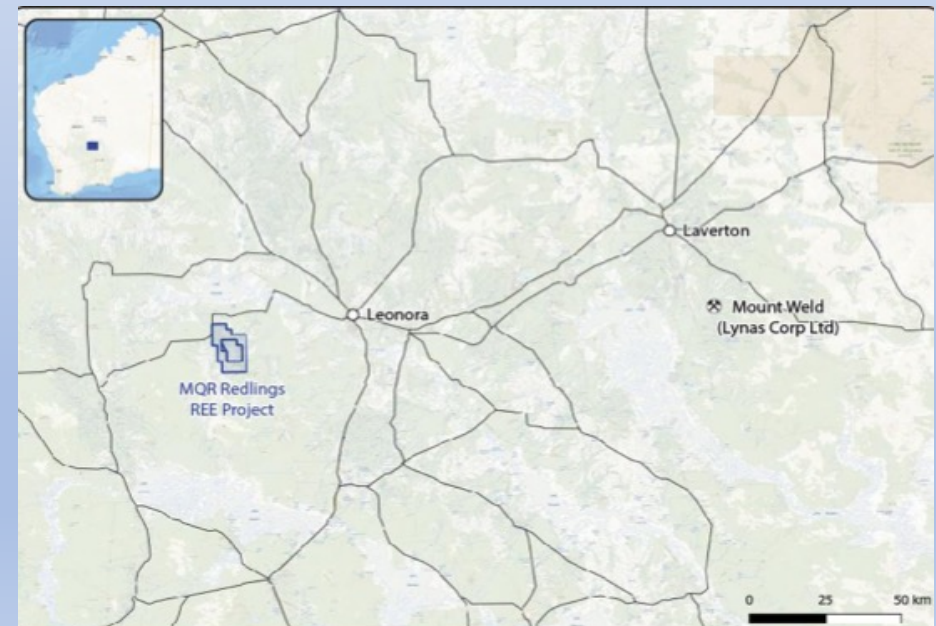 Laverton
Mount Weld
(Lynas Corp Ltd)
Leonora
MQR Redlings
REE Project
0 25 50 km